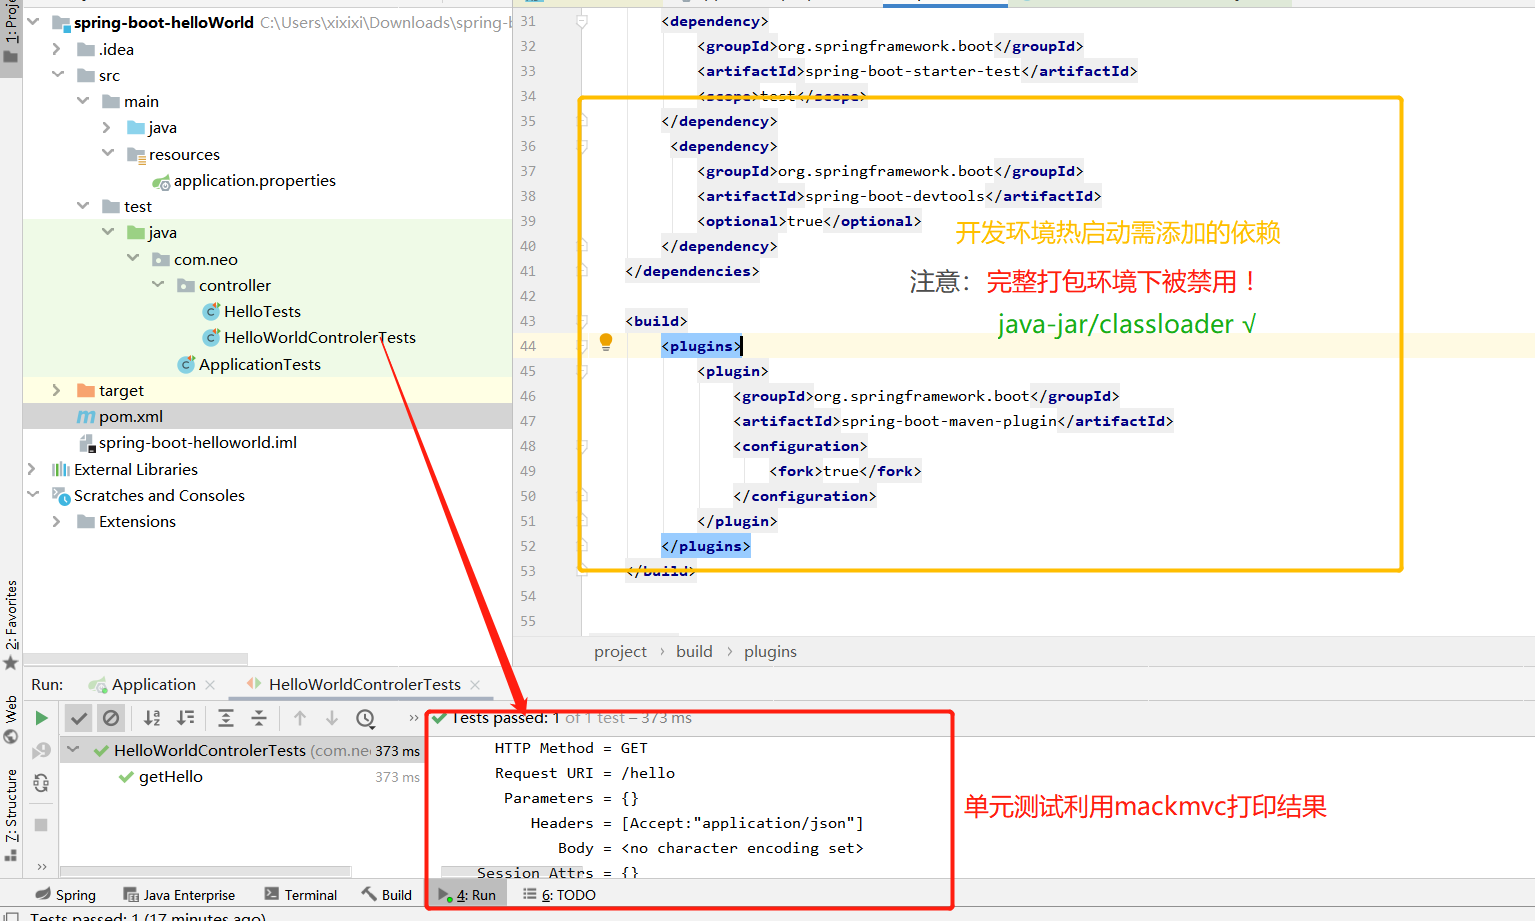 1: Proje
spring-boot-helloWorld C:\Users\xixixi\Downloads\spring-b
.idea
src
main
java
resources
application.properties
test
java
com.neo
controller
HelloTests
HelloWorldControlerTests
ApplicationTests
target
pom.xml
spring-boot-helloworld.iml
External Libraries
Scratches and Consoles
Extensions
31 <dependency>
32 <groupId>org.springframework.boot</groupId>
33 <artifactId>spring-boot-starter-test</artifactId>
34 <scope>test</scope>
35 </dependency>
36 <dependency>
37 <groupId>org.springframework.boot</groupId>
38 <artifactId>spring-boot-devtools</artifactId>
39 <optional>true</optional>
40 </dependency>
41 </dependencies>
42
43 <build>
44 <plugins>
45 <plugin>
46 <groupId>org.springframework.boot</groupId>
47 <artifactId>spring-boot-maven-plugin</artifactId>
48 <configuration>
49 <fork>true</fork>
50 </configuration>
51 </plugin>
52 </plugins>
53 </build>
54
55
开发环境热启动需添加的依赖
注意：完整打包环境下被禁用！
java-jar/classloader √
project › build › plugins
2: Favorites
Web
7: Structure
Run: Application × HelloWorldControlerTests ×
Tests passed: 1 of 1 test – 373 ms
HelloWorldControlerTests (com.neo 373 ms
getHello 373 ms
HTTP Method = GET
Request URI = /hello
Parameters = {}
Headers = [Accept:"application/json"]
Body = <no character encoding set>
Session Attrs = {}
单元测试利用mackmvc打印结果
Spring Java Enterprise Terminal Build 4: Run 6: TODO
Tests passed: 1 (17 minutes ago)